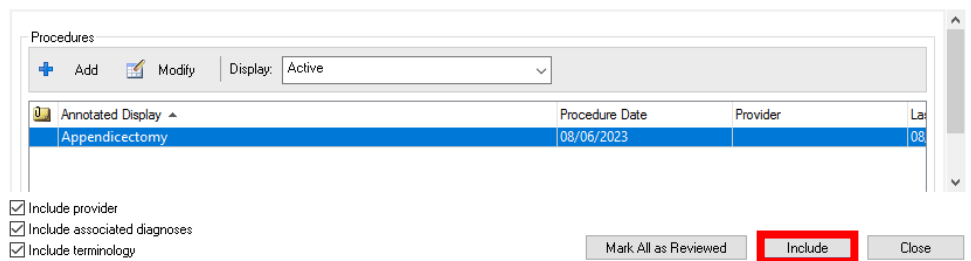 Procedures
Add Modify Display: Active
Annotated Display Procedure Date Provider
Appendicectomy 08/06/2023 08
Include provider
Include associated diagnoses
Include terminology Mark All as Reviewed Include Close